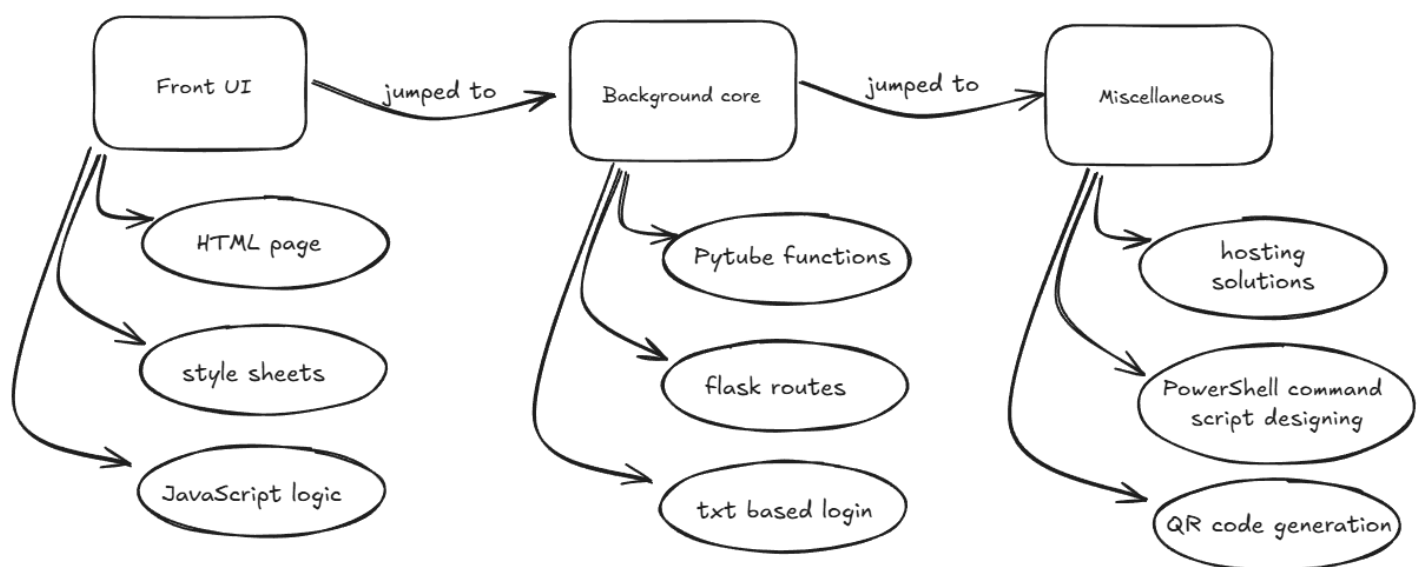 Front UI
jumped to
Background core
jumped to
Miscellaneous
HTML page
style sheets
JavaScript logic
Pytube functions
flask routes
txt based login
hosting
solutions
PowerShell command
script designing
QR code generation